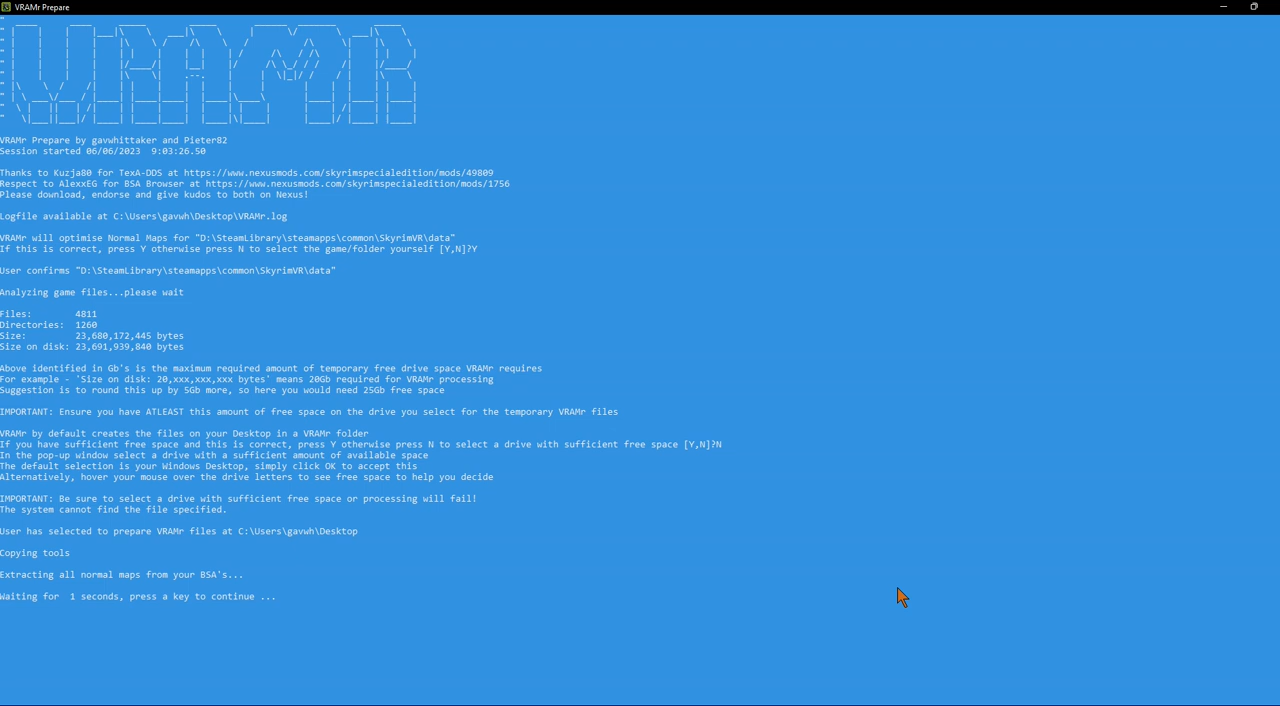 VRAMr Prepare
VRAMr Prepare by gavwhittaker and Pieter82
Session started 06/06/2023  9:03:26.50
Thanks to Kuzja80 for TexA-DDS at https://www.nexusmods.com/skyrimspecialedition/mods/49809
Respect to AlexxEG for BSA Browser at https://www.nexusmods.com/skyrimspecialedition/mods/1756
Please download, endorse and give kudos to both on Nexus!
Logfile available at C:\Users\gavwh\Desktop\VRAMr.log
VRAMr will optimise Normal Maps for "D:\SteamLibrary\steamapps\common\SkyrimVR\data"
If this is correct, press Y otherwise press N to select the game/folder yourself [Y,N]?Y
User confirms "D:\SteamLibrary\steamapps\common\SkyrimVR\data"
Analyzing game files...please wait
Files:        4811
Directories:  1260
Size:         23,680,172,445 bytes
Size on disk: 23,691,939,840 bytes
Above identified in Gb's is the maximum required amount of temporary free drive space VRAMr requires
For example - 'Size on disk: 20,xxx,xxx,xxx bytes' means 20Gb required for VRAMr processing
Suggestion is to round this up by 5Gb more, so here you would need 25Gb free space
IMPORTANT: Ensure you have ATLEAST this amount of free space on the drive you select for the temporary VRAMr files
VRAMr by default creates the files on your Desktop in a VRAMr folder
If you have sufficient free space and this is correct, press Y otherwise press N to select a drive with sufficient free space [Y,N]?N
In the pop-up window select a drive with a sufficient amount of available space
The default selection is your Windows Desktop, simply click OK to accept this
Alternatively, hover your mouse over the drive letters to see free space to help you decide
IMPORTANT: Be sure to select a drive with sufficient free space or processing will fail!
The system cannot find the file specified.
User has selected to prepare VRAMr files at C:\Users\gavwh\Desktop
Copying tools
Extracting all normal maps from your BSA's...
Waiting for  1 seconds, press a key to continue ...